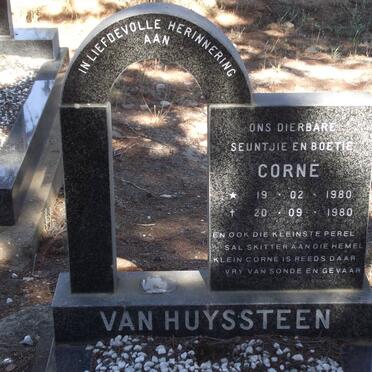 IN LIEFDEVOLLE HERINNERING
AAN
ONS DIERBARE
SEUNTJIE EN BOETIE
CORNÉ
★ 19 · 02 · 1980
† 20 · 09 · 1980
EN OOK DIE KLEINSTE PEREL
SAL SKITTER AAN DIE HEMEL
KLEIN CORNÉ IS REEDS DAAR
VRY VAN SONDE EN GEVAAR
VAN HUYSSTEEN